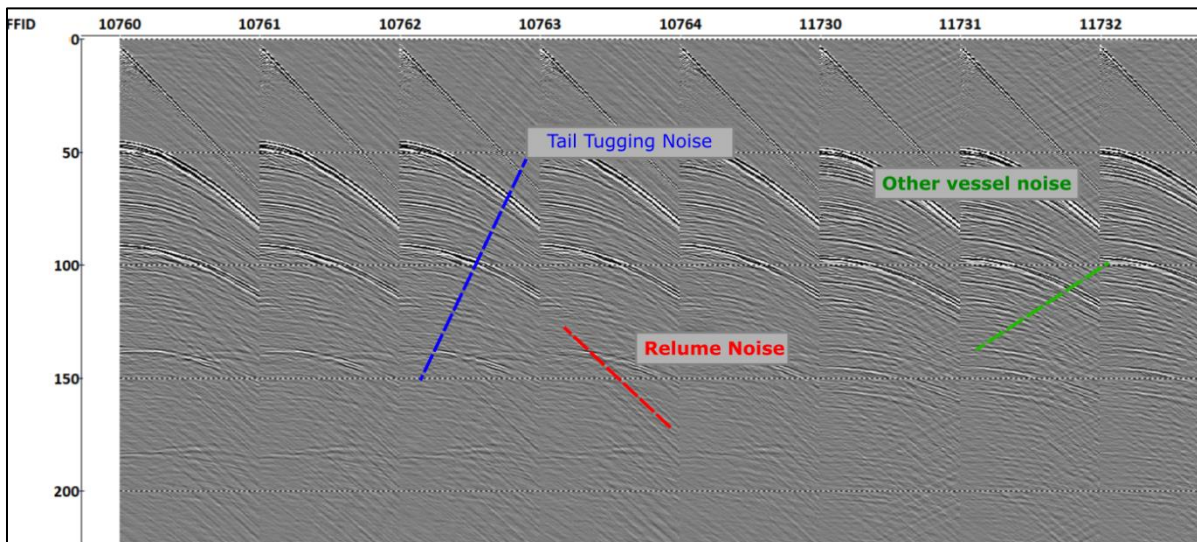 FFID 10760 10761 10762 10763 10764 11730 11731 11732
0
50
Tail Tugging Noise
Other vessel noise
100
Relume Noise
150
200